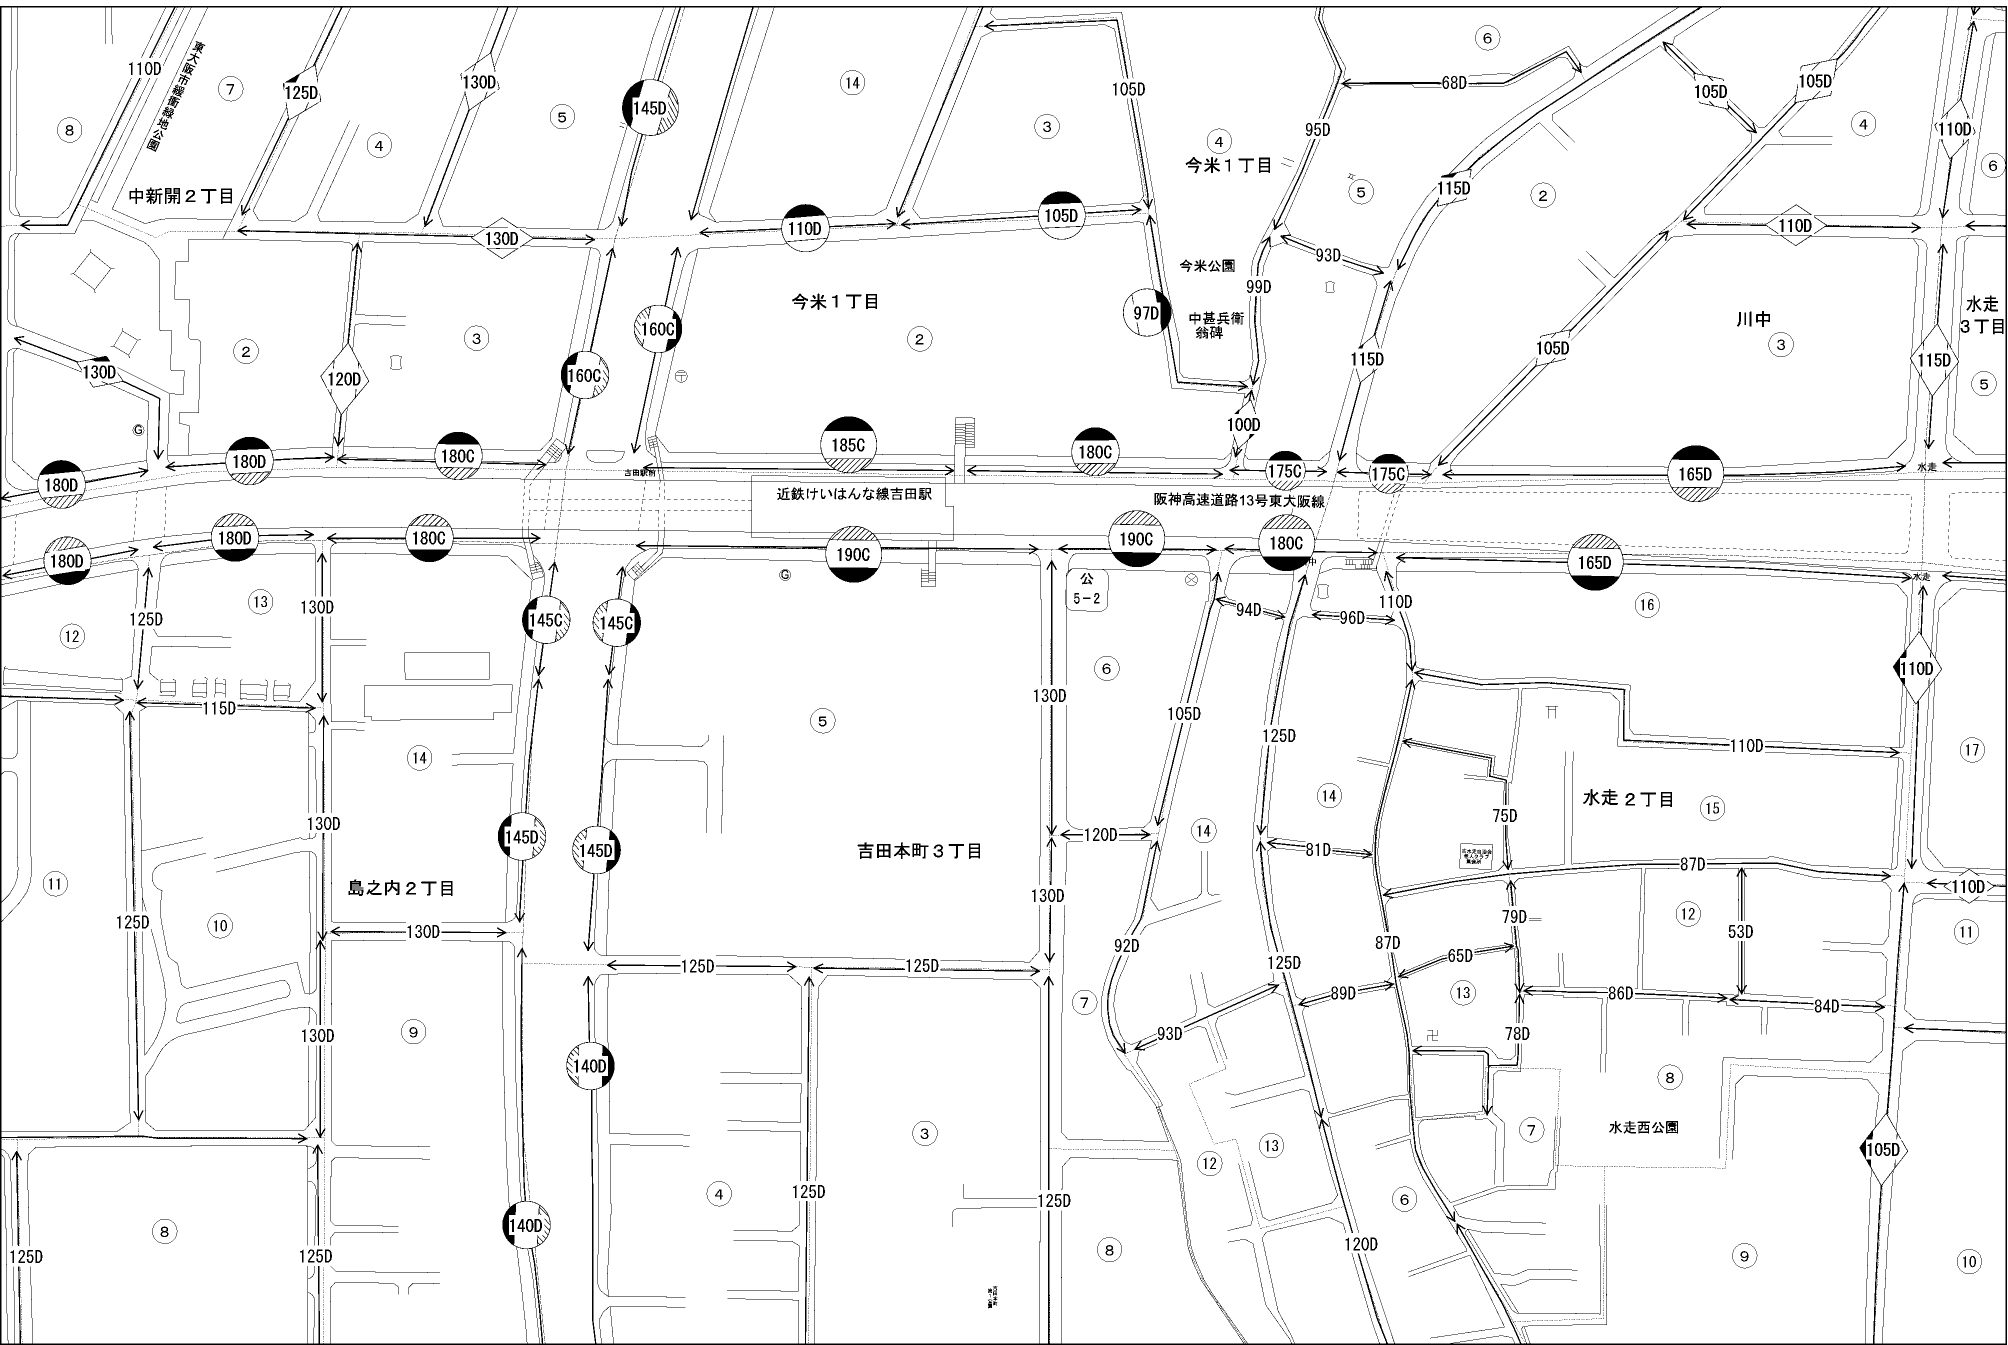 6
110D
東大阪市緩衝緑地公園
7
125D
130D
145D
14
105D
68D
105D
105D
8
4
5
3
95D
4
4
110D
6
今米１丁目
中新開２丁目
5
115D
2
130D
110D
105D
110D
93D
今米公園
99D
今米１丁目
97D
中甚兵衛
翁碑
川中
水走
３丁目
2
3
160C
2
105D
3
130D
120D
160C
115D
115D
5
G
100D
180D
180D
180C
185C
180C
175C
175C
165D
水走
吉田駅前
近鉄けいはんな線吉田駅
阪神高速道路13号東大阪線
180D
180D
180C
190C
190C
180C
165D
水走
G
公
5－2
13
130D
125D
12
145C
145C
94D
96D
110D
16
6
110D
115D
130D
105D
125D
5
110D
17
14
14
水走２丁目
15
75D
130D
145D
145D
120D
14
81D
吉田本町３丁目
87D
島之内２丁目
11
110D
125D
10
130D
130D
79D
12
53D
11
92D
87D
125D
125D
65D
125D
7
89D
13
86D
84D
9
130D
93D
78D
140D
8
3
7
水走西公園
13
12
105D
4
125D
125D
6
8
140D
125D
125D
8
120D
9
10